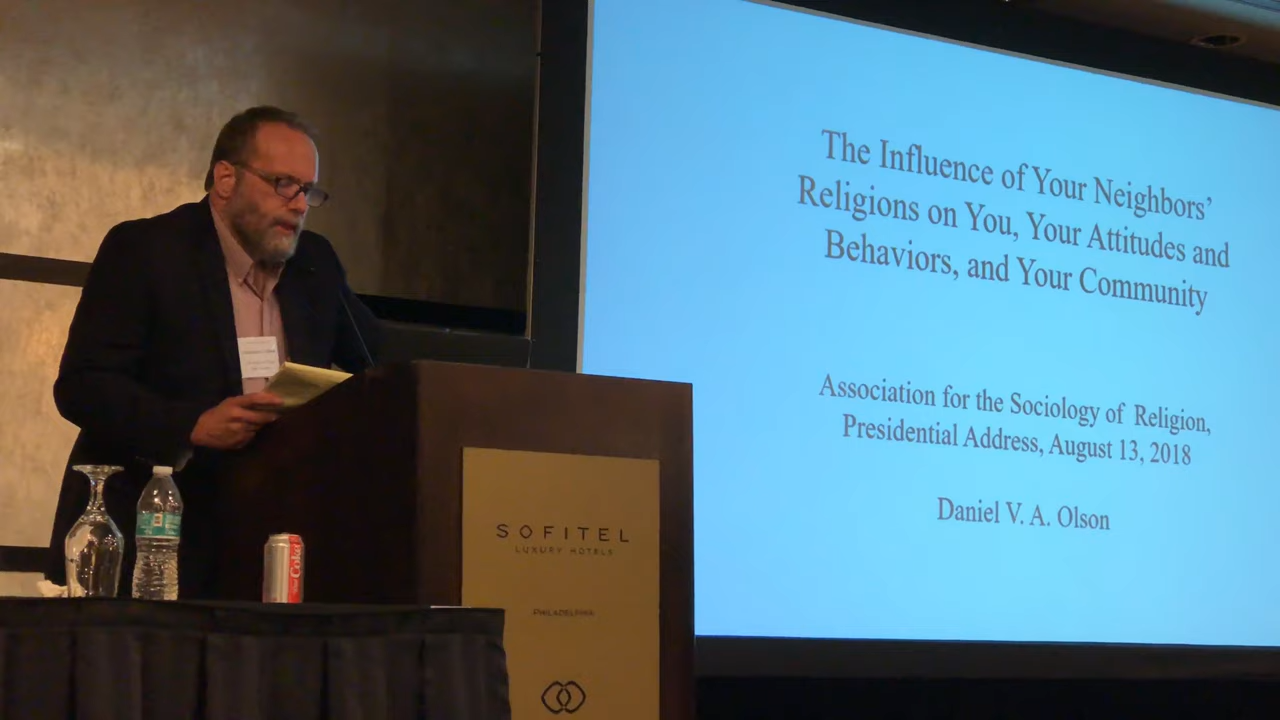 The Influence of Your Neighbors'
Religions on You, Your Attitudes and
Behaviors, and Your Community
Association for the Sociology of Religion,
Presidential Address, August 13, 2018
Daniel V. A. Olson
SOFITEL
LUXURY HOTELS
PHILADELPHIA
Coke